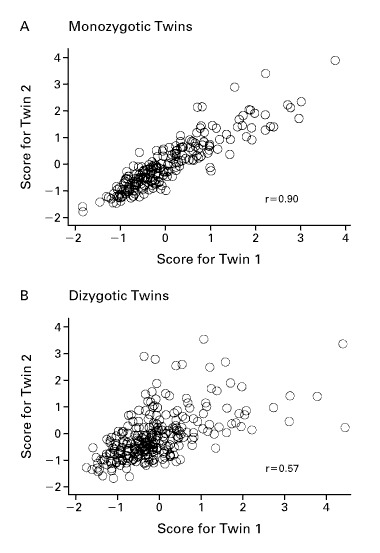 A Monozygotic Twins
Score for Twin 2
4
3
2
1
0
−1
−2
r=0.90
−2 −1 0 1 2 3 4
Score for Twin 1
B Dizygotic Twins
Score for Twin 2
4
3
2
1
0
−1
−2
r=0.57
−2 −1 0 1 2 3 4
Score for Twin 1